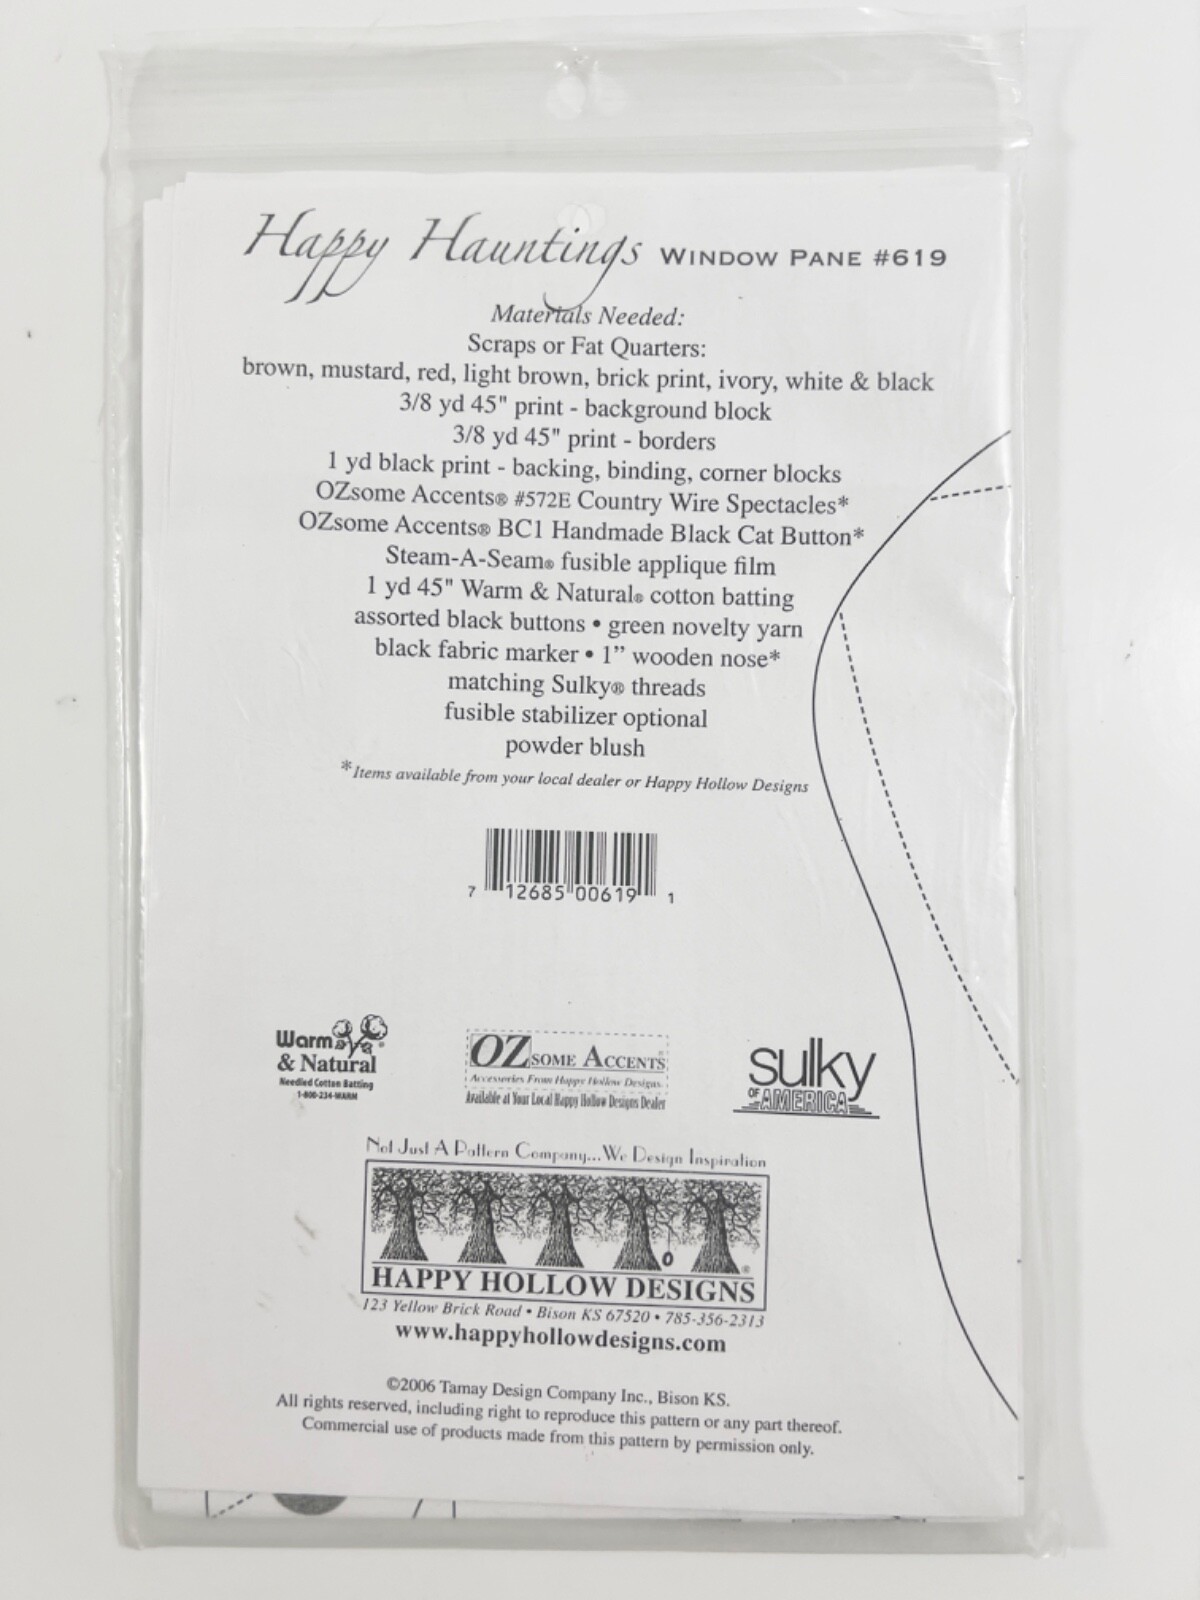 Happy Hauntings WINDOW PANE #619
Materials Needed:
Scraps or Fat Quarters:
brown, mustard, red, light brown, brick print, ivory, white & black
3/8 yd 45" print - background block
3/8 yd 45" print - borders
1 yd black print - backing, binding, corner blocks
OZsome Accents® #572E Country Wire Spectacles*
OZsome Accents® BC1 Handmade Black Cat Button*
Steam-A-Seam® fusible applique film
1 yd 45" Warm & Natural® cotton batting
assorted black buttons • green novelty yarn
black fabric marker • 1” wooden nose*
matching Sulky® threads
fusible stabilizer optional
powder blush
*Items available from your local dealer or Happy Hollow Designs
7 12685 00619 1
Warm
& Natural
Needled Cotton Batting
1-800-234-WARM
OZSOME ACCENTS
Accessories From Happy Hollow Designs
Available at Your Local Happy Hollow Designs Dealer
sulky
OF AMERICA
Not Just A Pattern Company...We Design Inspiration
HAPPY HOLLOW DESIGNS
123 Yellow Brick Road • Bison KS 67520 • 785-356-2313
www.happyhollowdesigns.com
©2006 Tamay Design Company Inc., Bison KS.
All rights reserved, including right to reproduce this pattern or any part thereof.
Commercial use of products made from this pattern by permission only.